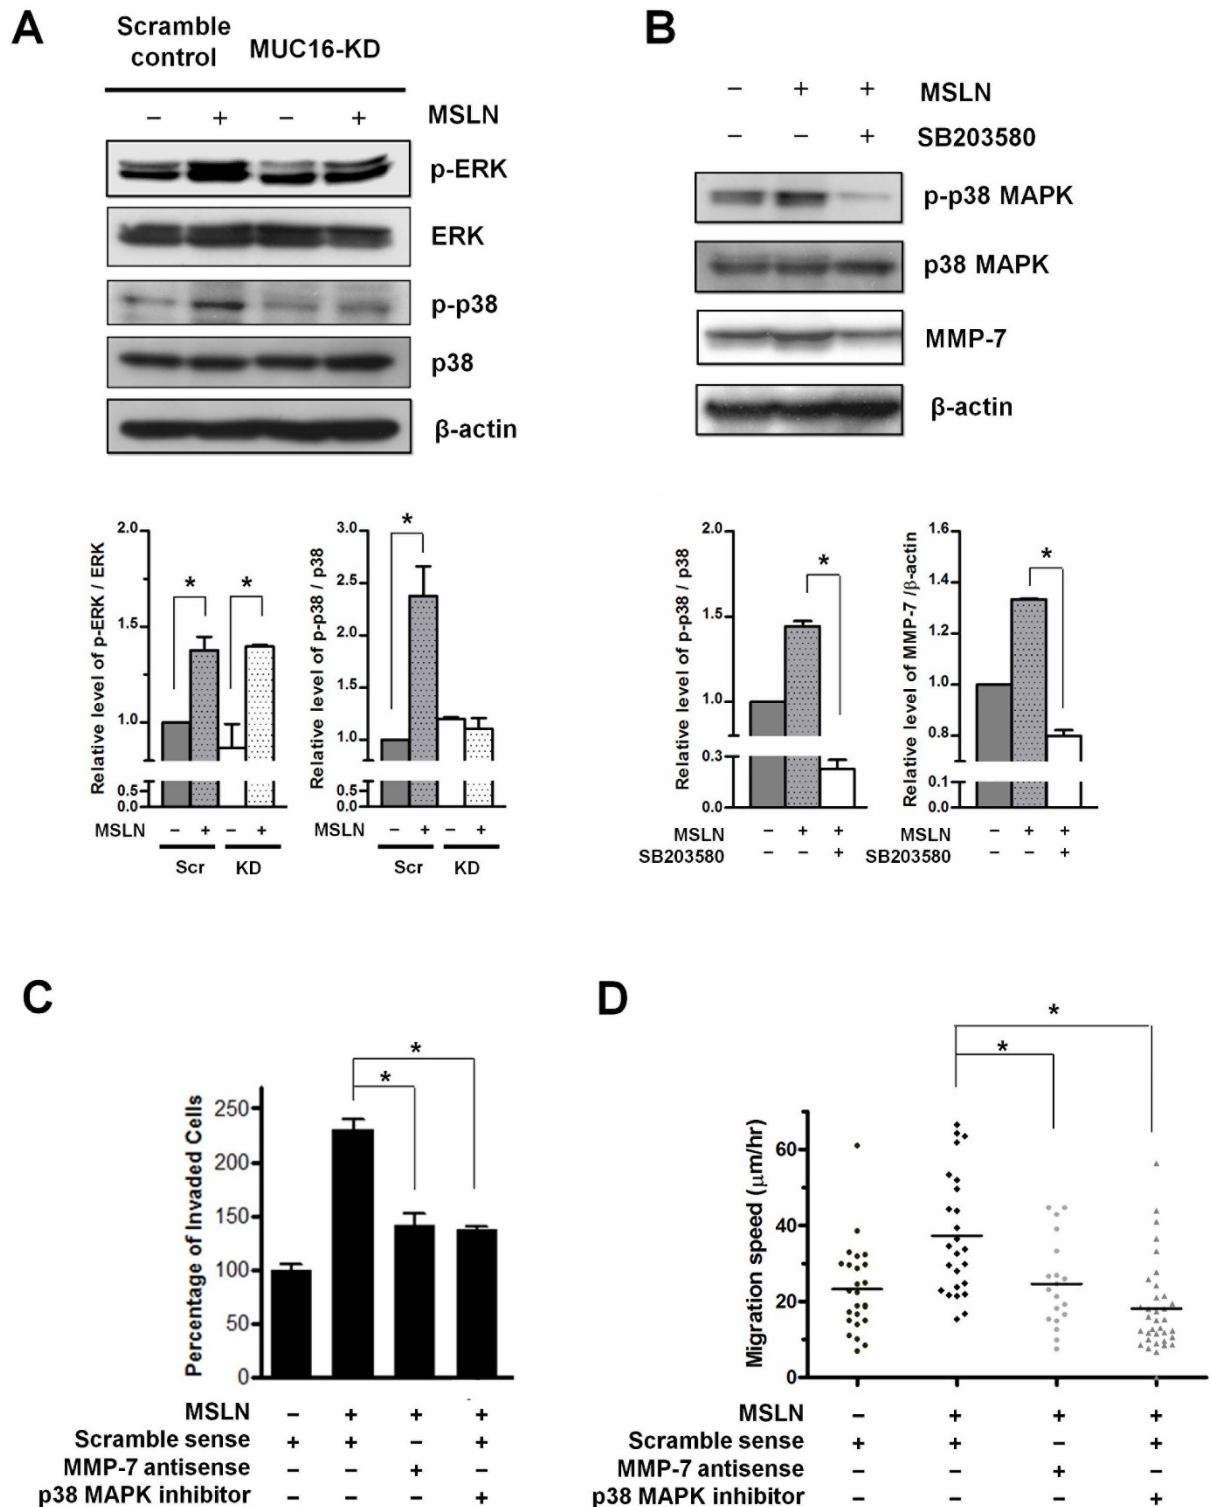 A
Scramble control MUC16-KD
– + – + MSLN
p-ERK
ERK
p-p38
p38
β-actin
B
– + + MSLN
– – + SB203580
p-p38 MAPK
p38 MAPK
MMP-7
β-actin
Relative level of p-ERK / ERK
2.0
1.5
1.0
0.5
0.0
* *
MSLN – + – +
Scr KD
Relative level of p-p38 / p38
3.0
2.5
2.0
1.5
1.0
0.5
0.0
*
MSLN – + – +
Scr KD
Relative level of p-p38 / p38
2.0
1.5
1.0
0.3
0.0
*
MSLN – + +
SB203580 – – +
Relative level of MMP-7 /β-actin
1.6
1.4
1.2
1.0
0.8
0.1
0.0
*
MSLN – + +
SB203580 – – +
C
Percentage of Invaded Cells
250
200
150
100
50
0
* *
MSLN – + + +
Scramble sense + + – +
MMP-7 antisense – – + –
p38 MAPK inhibitor – – – +
D
Migration speed (μm/hr)
60
40
20
0
* *
MSLN – + + +
Scramble sense + + – +
MMP-7 antisense – – + –
p38 MAPK inhibitor – – – +